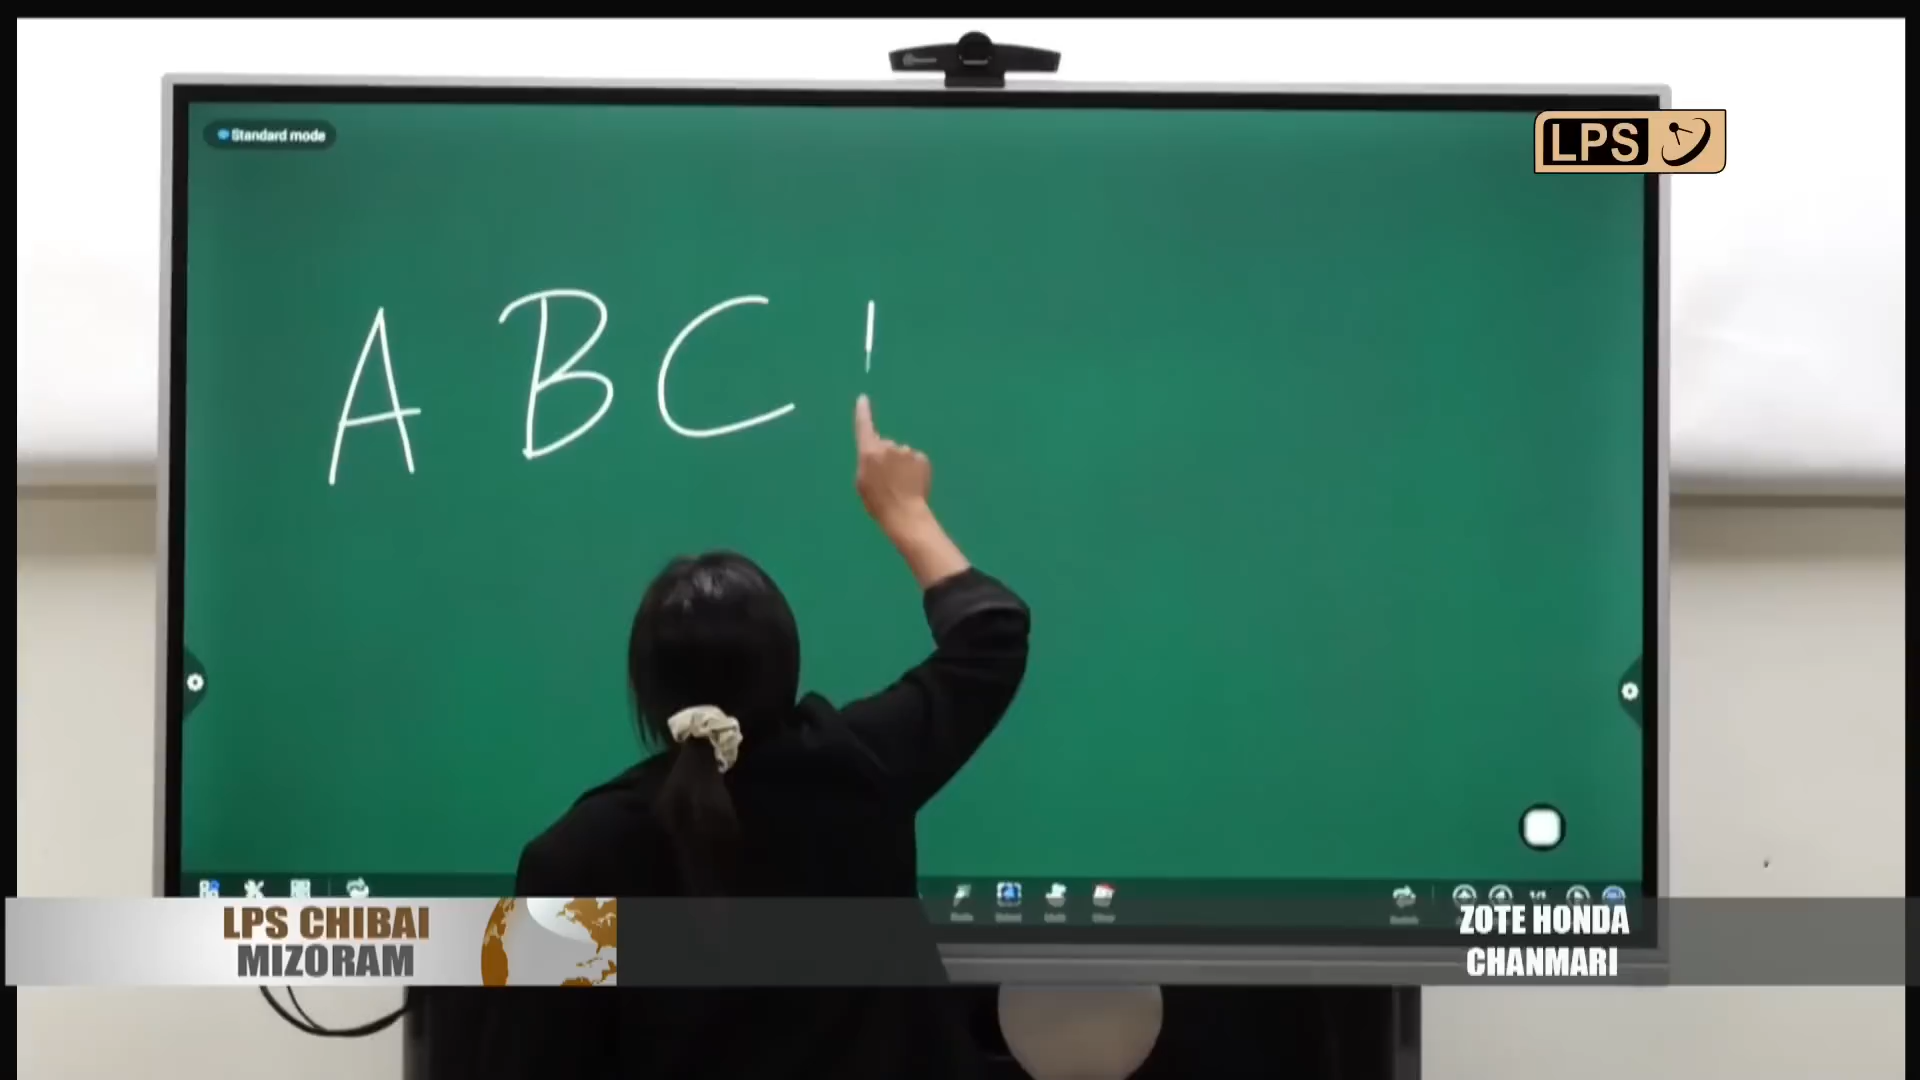 Standard mode
LPS
A B C
LPS CHIBAI
MIZORAM
ZOTE HONDA
CHANMARI